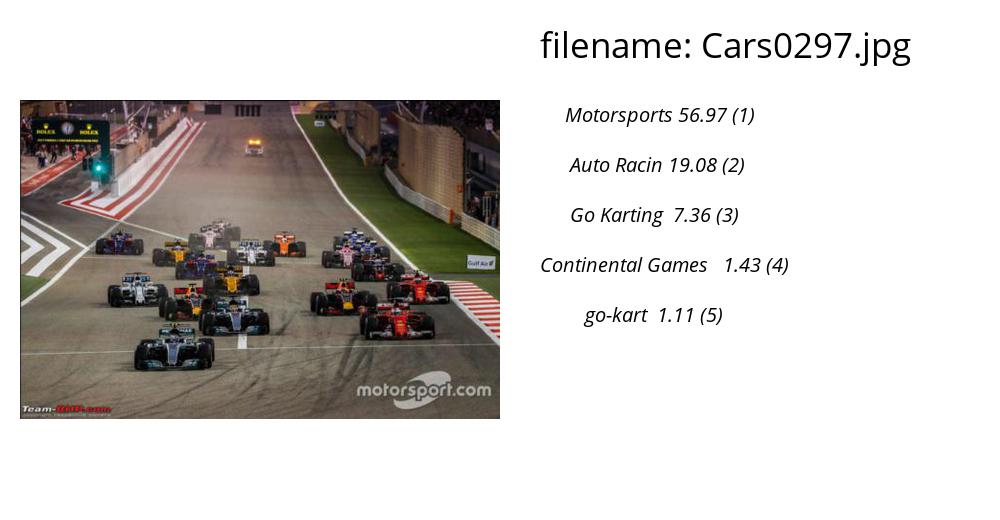 filename: Cars0297.jpg
Motorsports 56.97 (1)
Auto Racin 19.08 (2)
Go Karting 7.36 (3)
Continental Games 1.43 (4)
go-kart 1.11 (5)
ROLEX ROLEX
Gulf Air
motorsport.com
Team-BHP.com